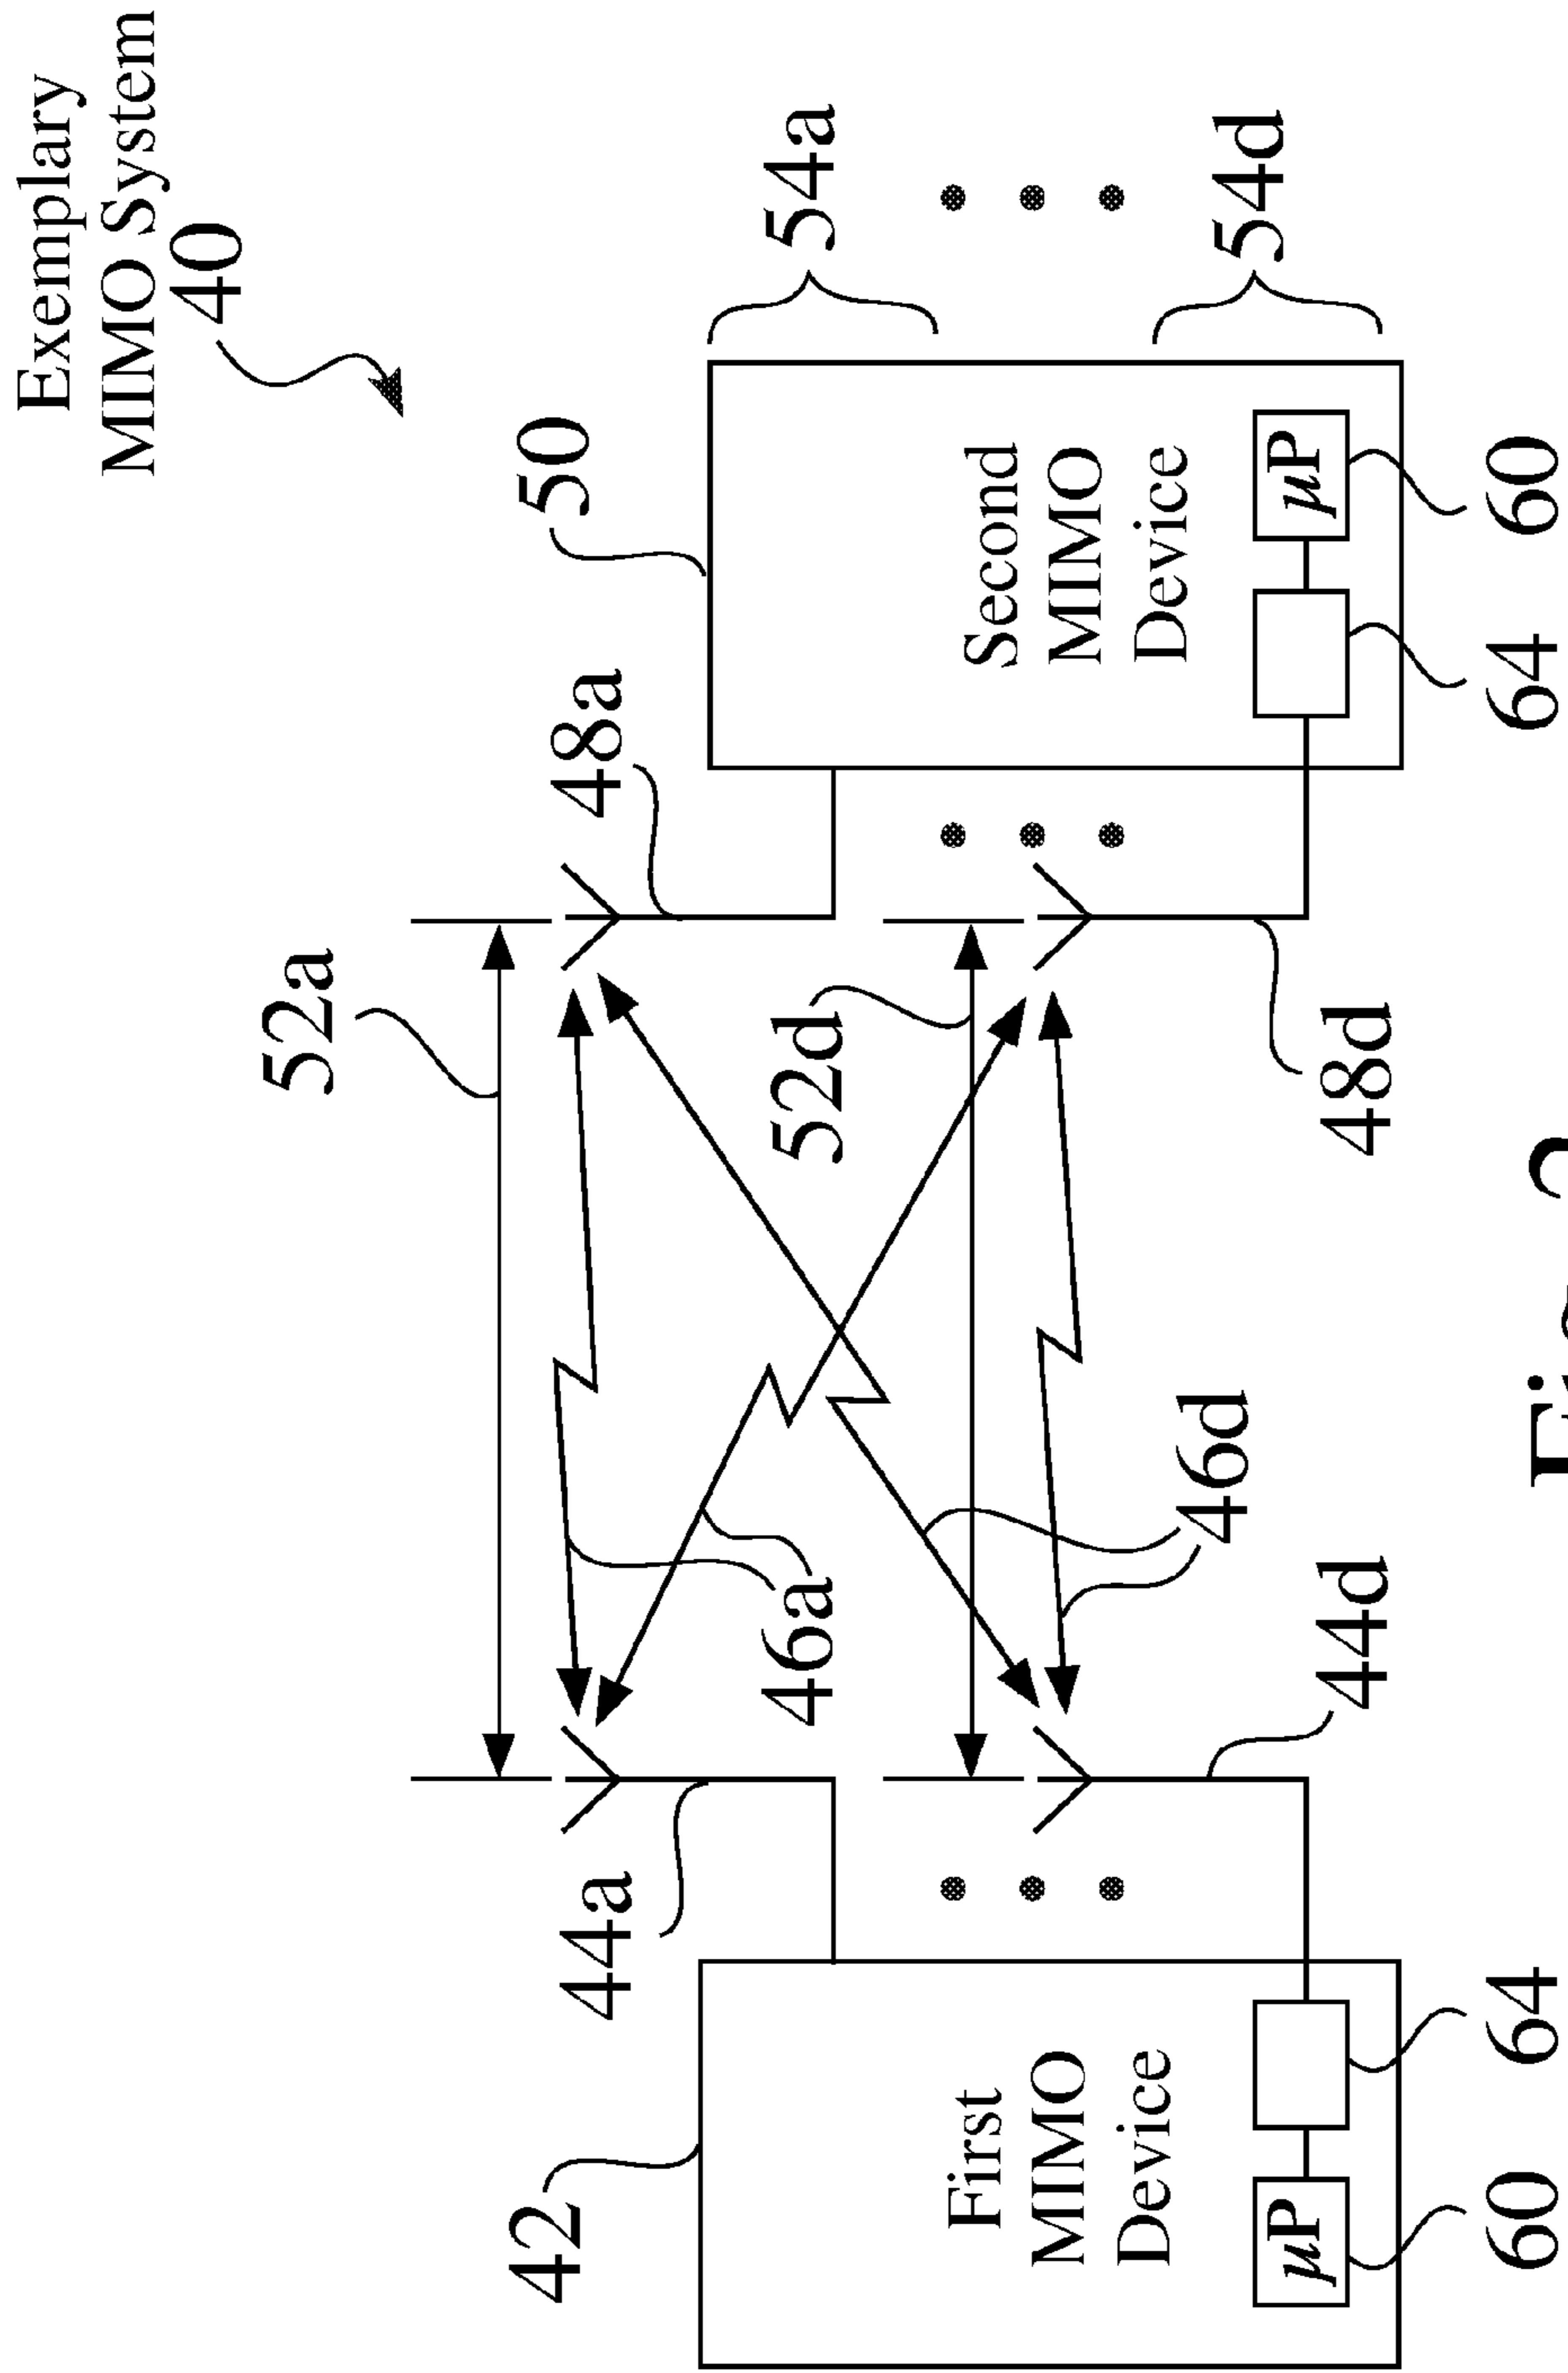 Exemplary
MIMO System
40
52a
42
44a
48a
50
54a
46a
52d
First
MIMO
Device
Second
MIMO
Device
54d
µP
µP
44d
46d
48d
60
64
64
60